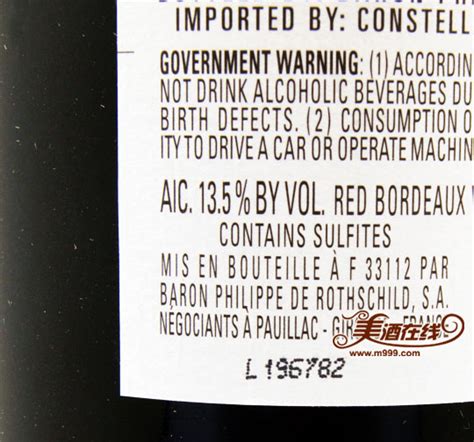 IMPORTED BY: CONSTELL
GOVERNMENT WARNING: (1) ACCORDIN
NOT DRINK ALCOHOLIC BEVERAGES DU
BIRTH DEFECTS. (2) CONSUMPTION O
ITY TO DRIVE A CAR OR OPERATE MACHIN
AlC. 13.5% BY VOL. RED BORDEAUX
CONTAINS SULFITES
MIS EN BOUTEILLE À F 33112 PAR
BARON PHILIPPE DE ROTHSCHILD, S.A.
NÉGOCIANTS À PAUILLAC - GIR
美酒在线
www.m999.com
L196782